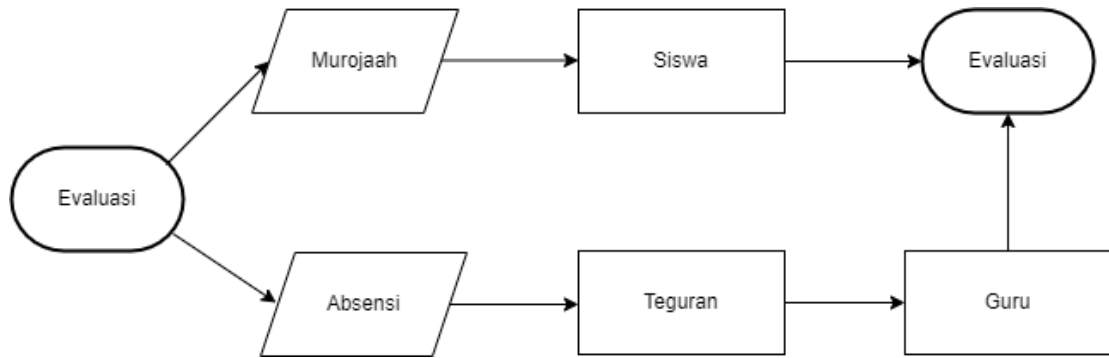 Murojaah
Siswa
Evaluasi
Evaluasi
Absensi
Teguran
Guru